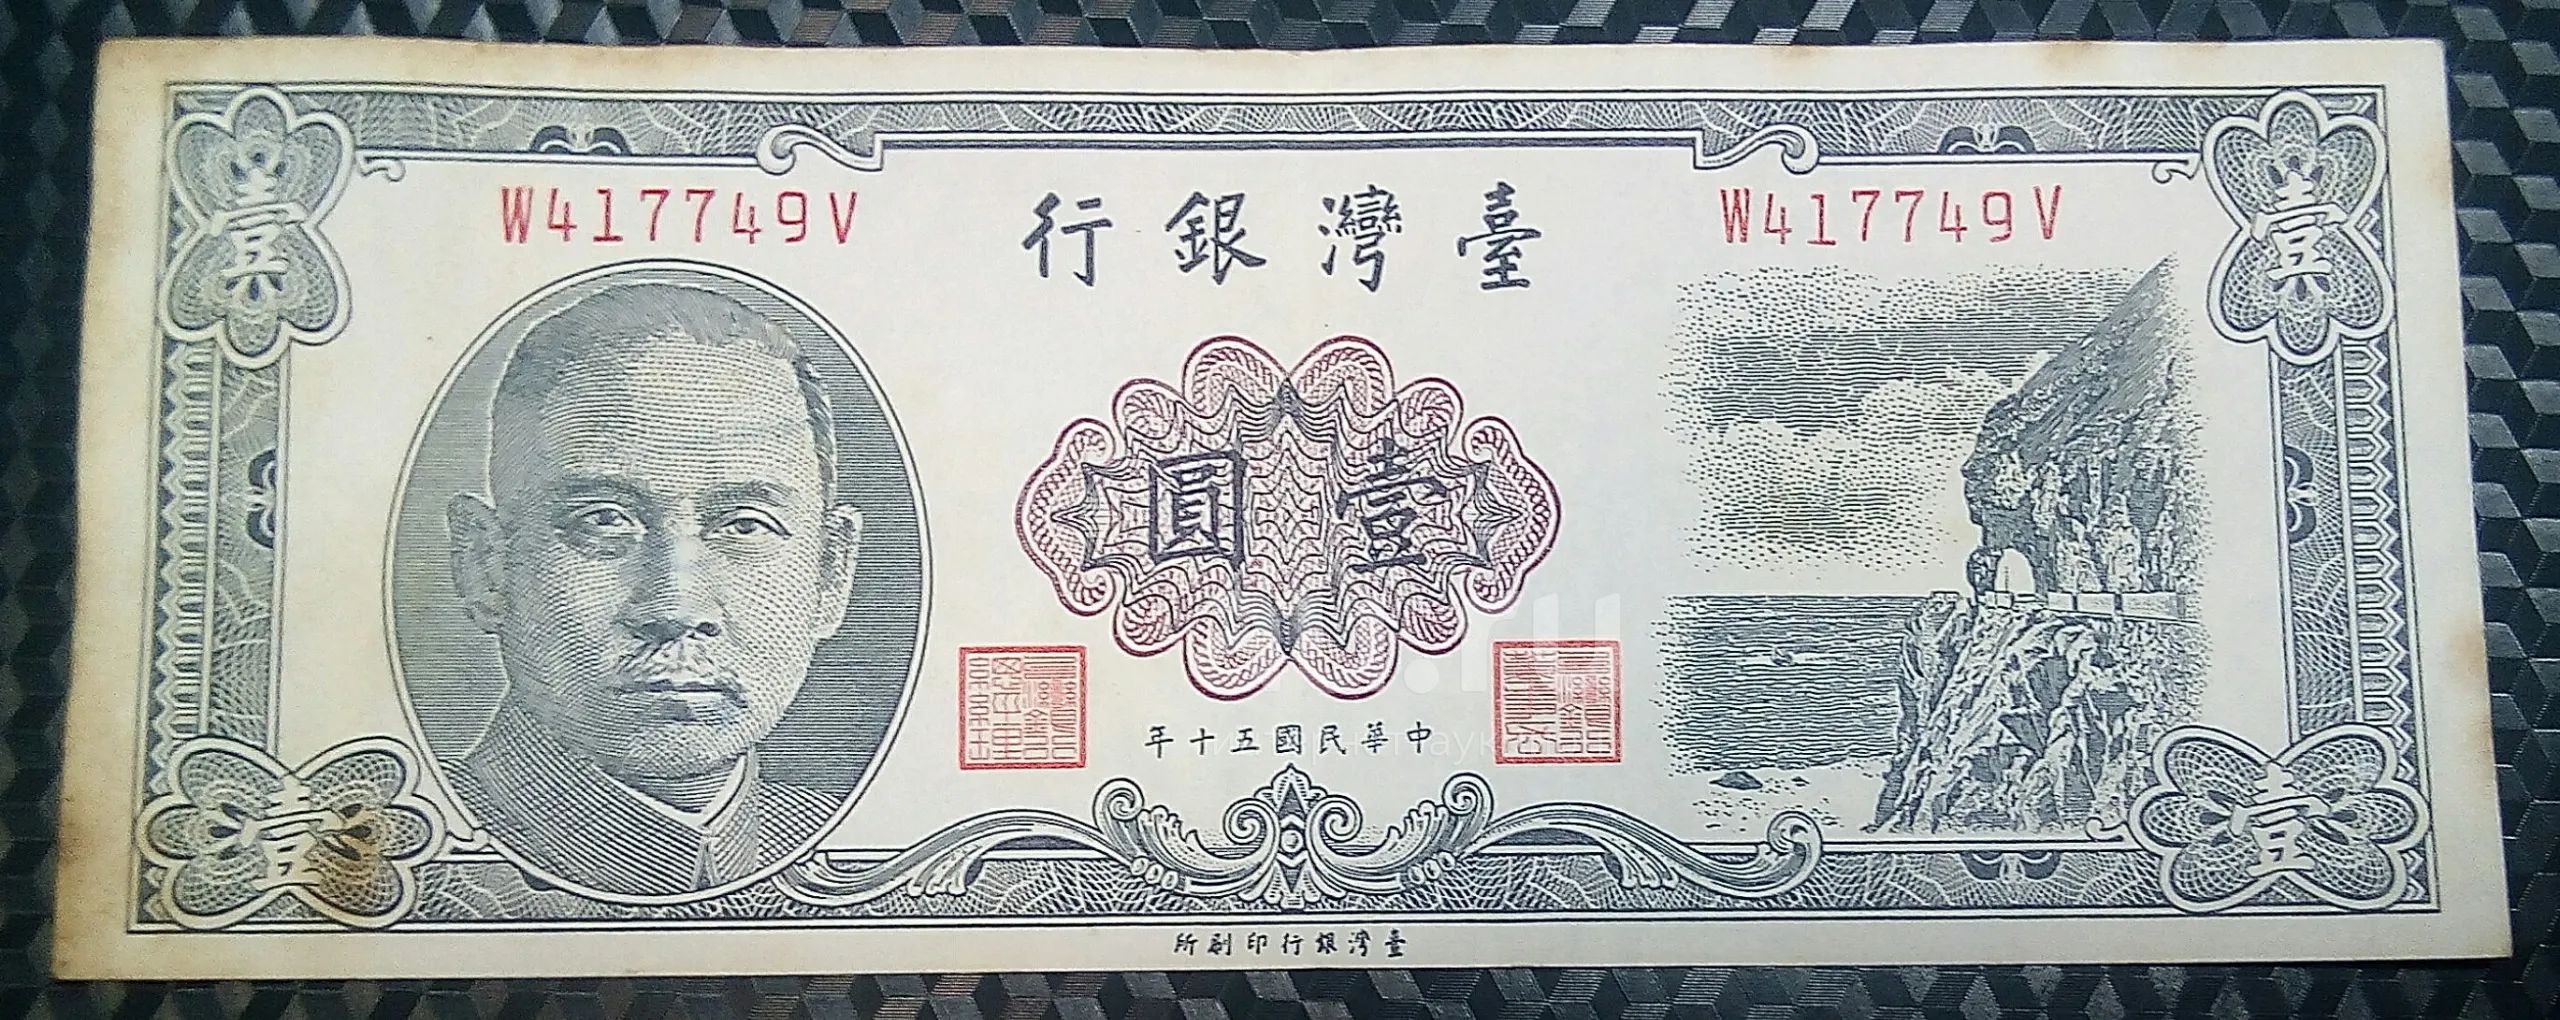 W417749V
W417749V
臺灣銀行
壹
壹
壹圓
中華民國五十年
壹
壹
臺灣銀行印刷所